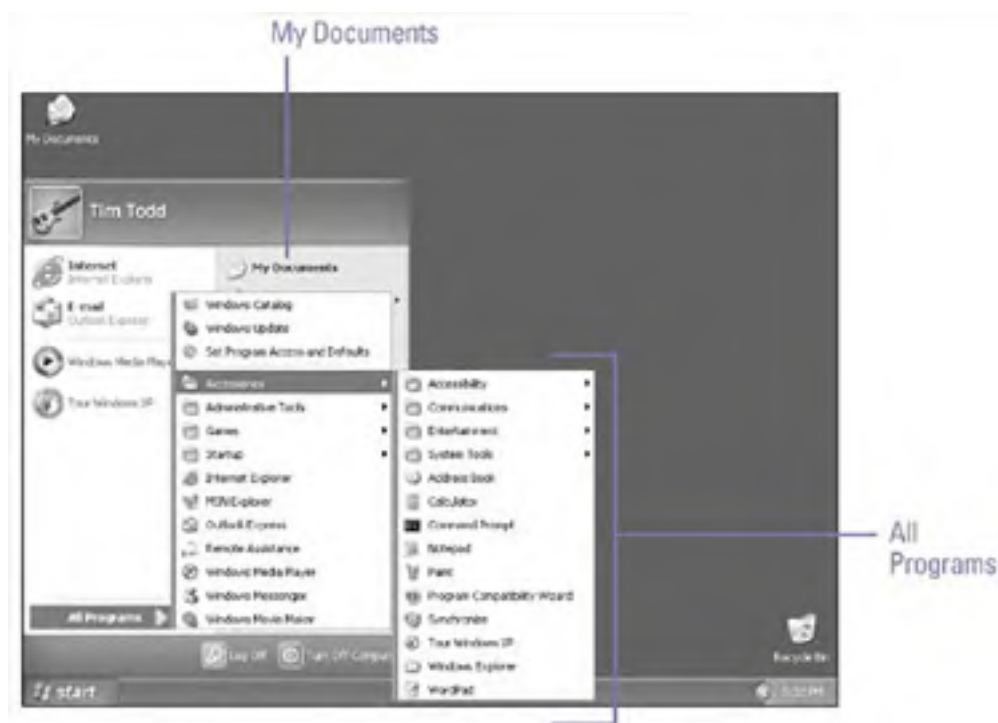 My Documents
My Documents
Tim Todd
Internet
Internet Explorer
E-mail
Outlook Express
Windows Media Play
Tour Windows XP
All Programs
My Documents
Windows Catalog
Windows Update
Set Program Access and Defaults
Accessories
Administrative Tools
Games
Startup
Internet Explorer
MSN Explorer
Outlook Express
Remote Assistance
Windows Media Player
Windows Messenger
Windows Movie Maker
Accessibility
Communications
Entertainment
System Tools
Address Book
Calculator
Command Prompt
Notepad
Paint
Program Compatibility Wizard
Synchronize
Tour Windows XP
Windows Explorer
WordPad
All
Programs
Log Off
Turn Off Comput
Recycle Bin
start